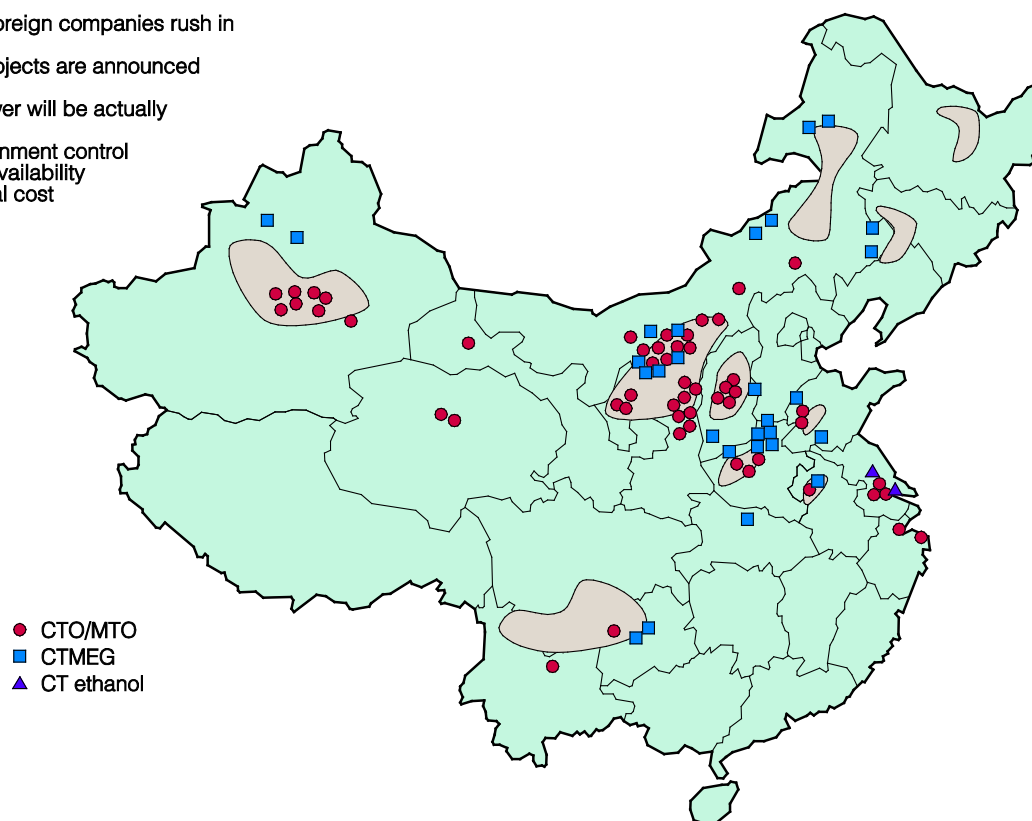 oreign companies rush in
ojects are announced
er will be actually
nment control
vailability
al cost
CTO/MTO
CTMEG
CT ethanol